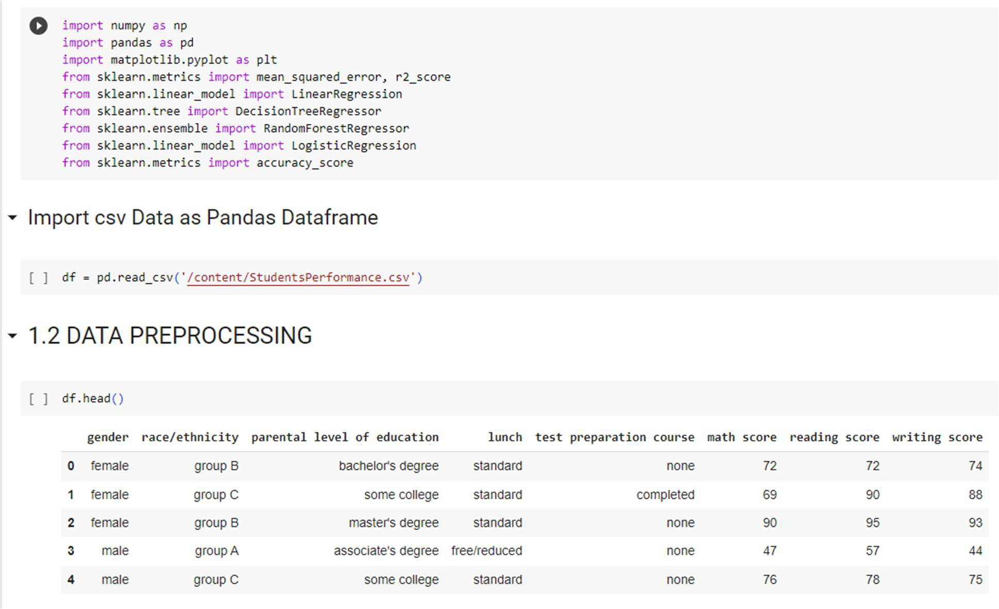 import numpy as np
import pandas as pd
import matplotlib.pyplot as plt
from sklearn.metrics import mean_squared_error, r2_score
from sklearn.linear_model import LinearRegression
from sklearn.tree import DecisionTreeRegressor
from sklearn.ensemble import RandomForestRegressor
from sklearn.linear_model import LogisticRegression
from sklearn.metrics import accuracy_score
Import csv Data as Pandas Dataframe
[ ] df = pd.read_csv('/content/StudentsPerformance.csv')
1.2 DATA PREPROCESSING
[ ] df.head()
gender race/ethnicity parental level of education lunch test preparation course math score reading score writing score
0 female group B bachelor's degree standard none 72 72 74
1 female group C some college standard completed 69 90 88
2 female group B master's degree standard none 90 95 93
3 male group A associate's degree free/reduced none 47 57 44
4 male group C some college standard none 76 78 75